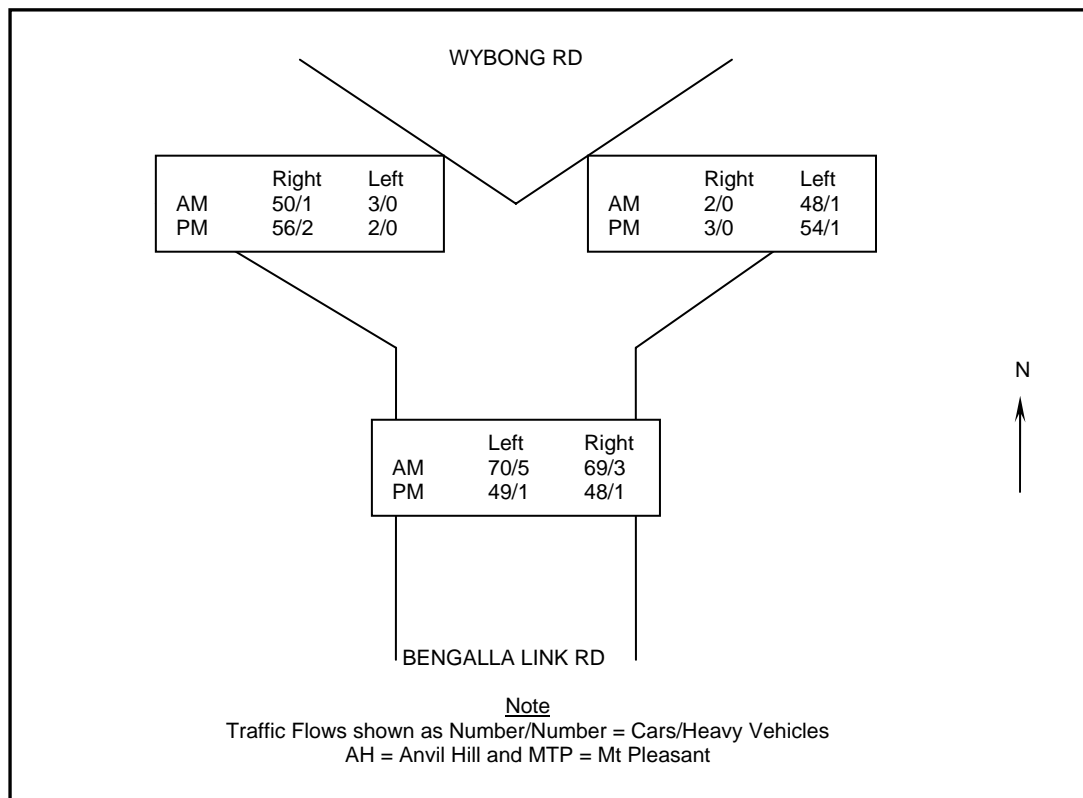 WYBONG RD
Right Left
AM 50/1 3/0
PM 56/2 2/0
Right Left
AM 2/0 48/1
PM 3/0 54/1
N
Left Right
AM 70/5 69/3
PM 49/1 48/1
BENGALLA LINK RD
Note
Traffic Flows shown as Number/Number = Cars/Heavy Vehicles
AH = Anvil Hill and MTP = Mt Pleasant